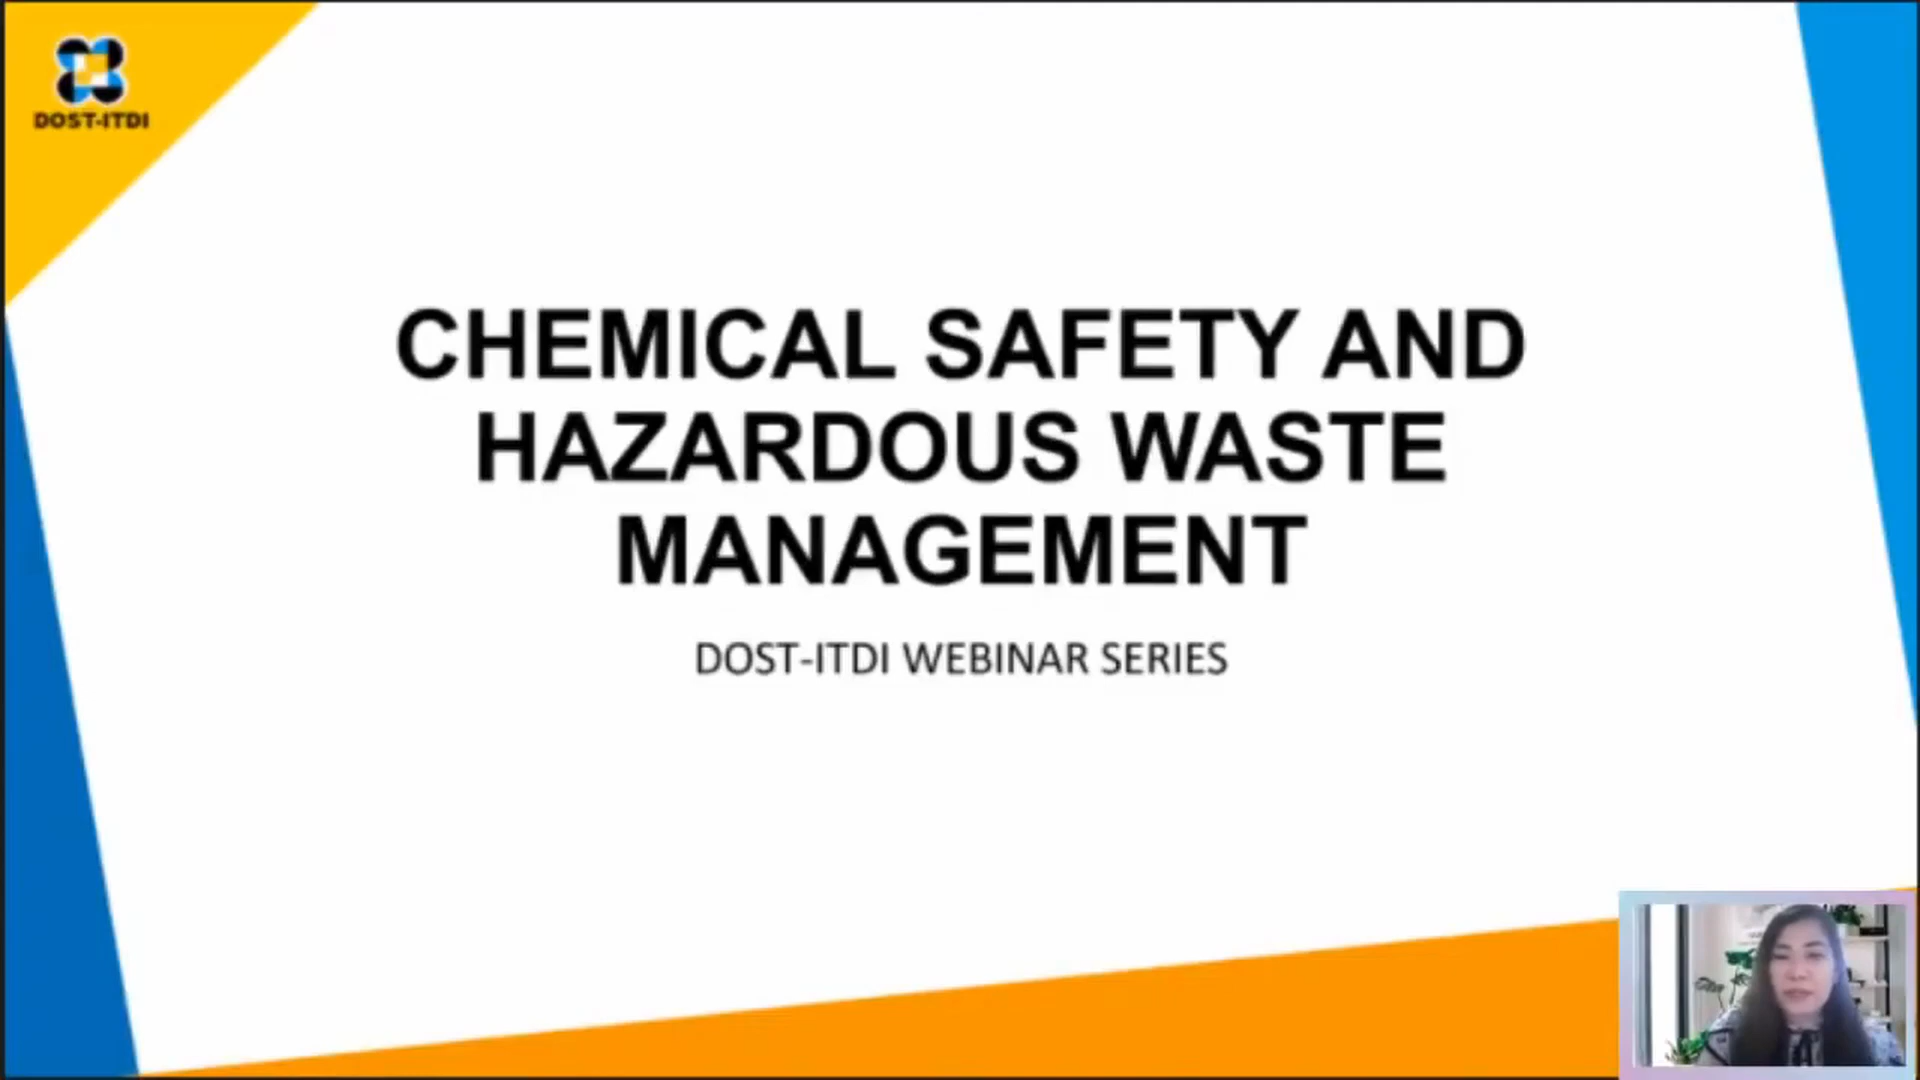 DOST-ITDI
CHEMICAL SAFETY AND
HAZARDOUS WASTE
MANAGEMENT
DOST-ITDI WEBINAR SERIES